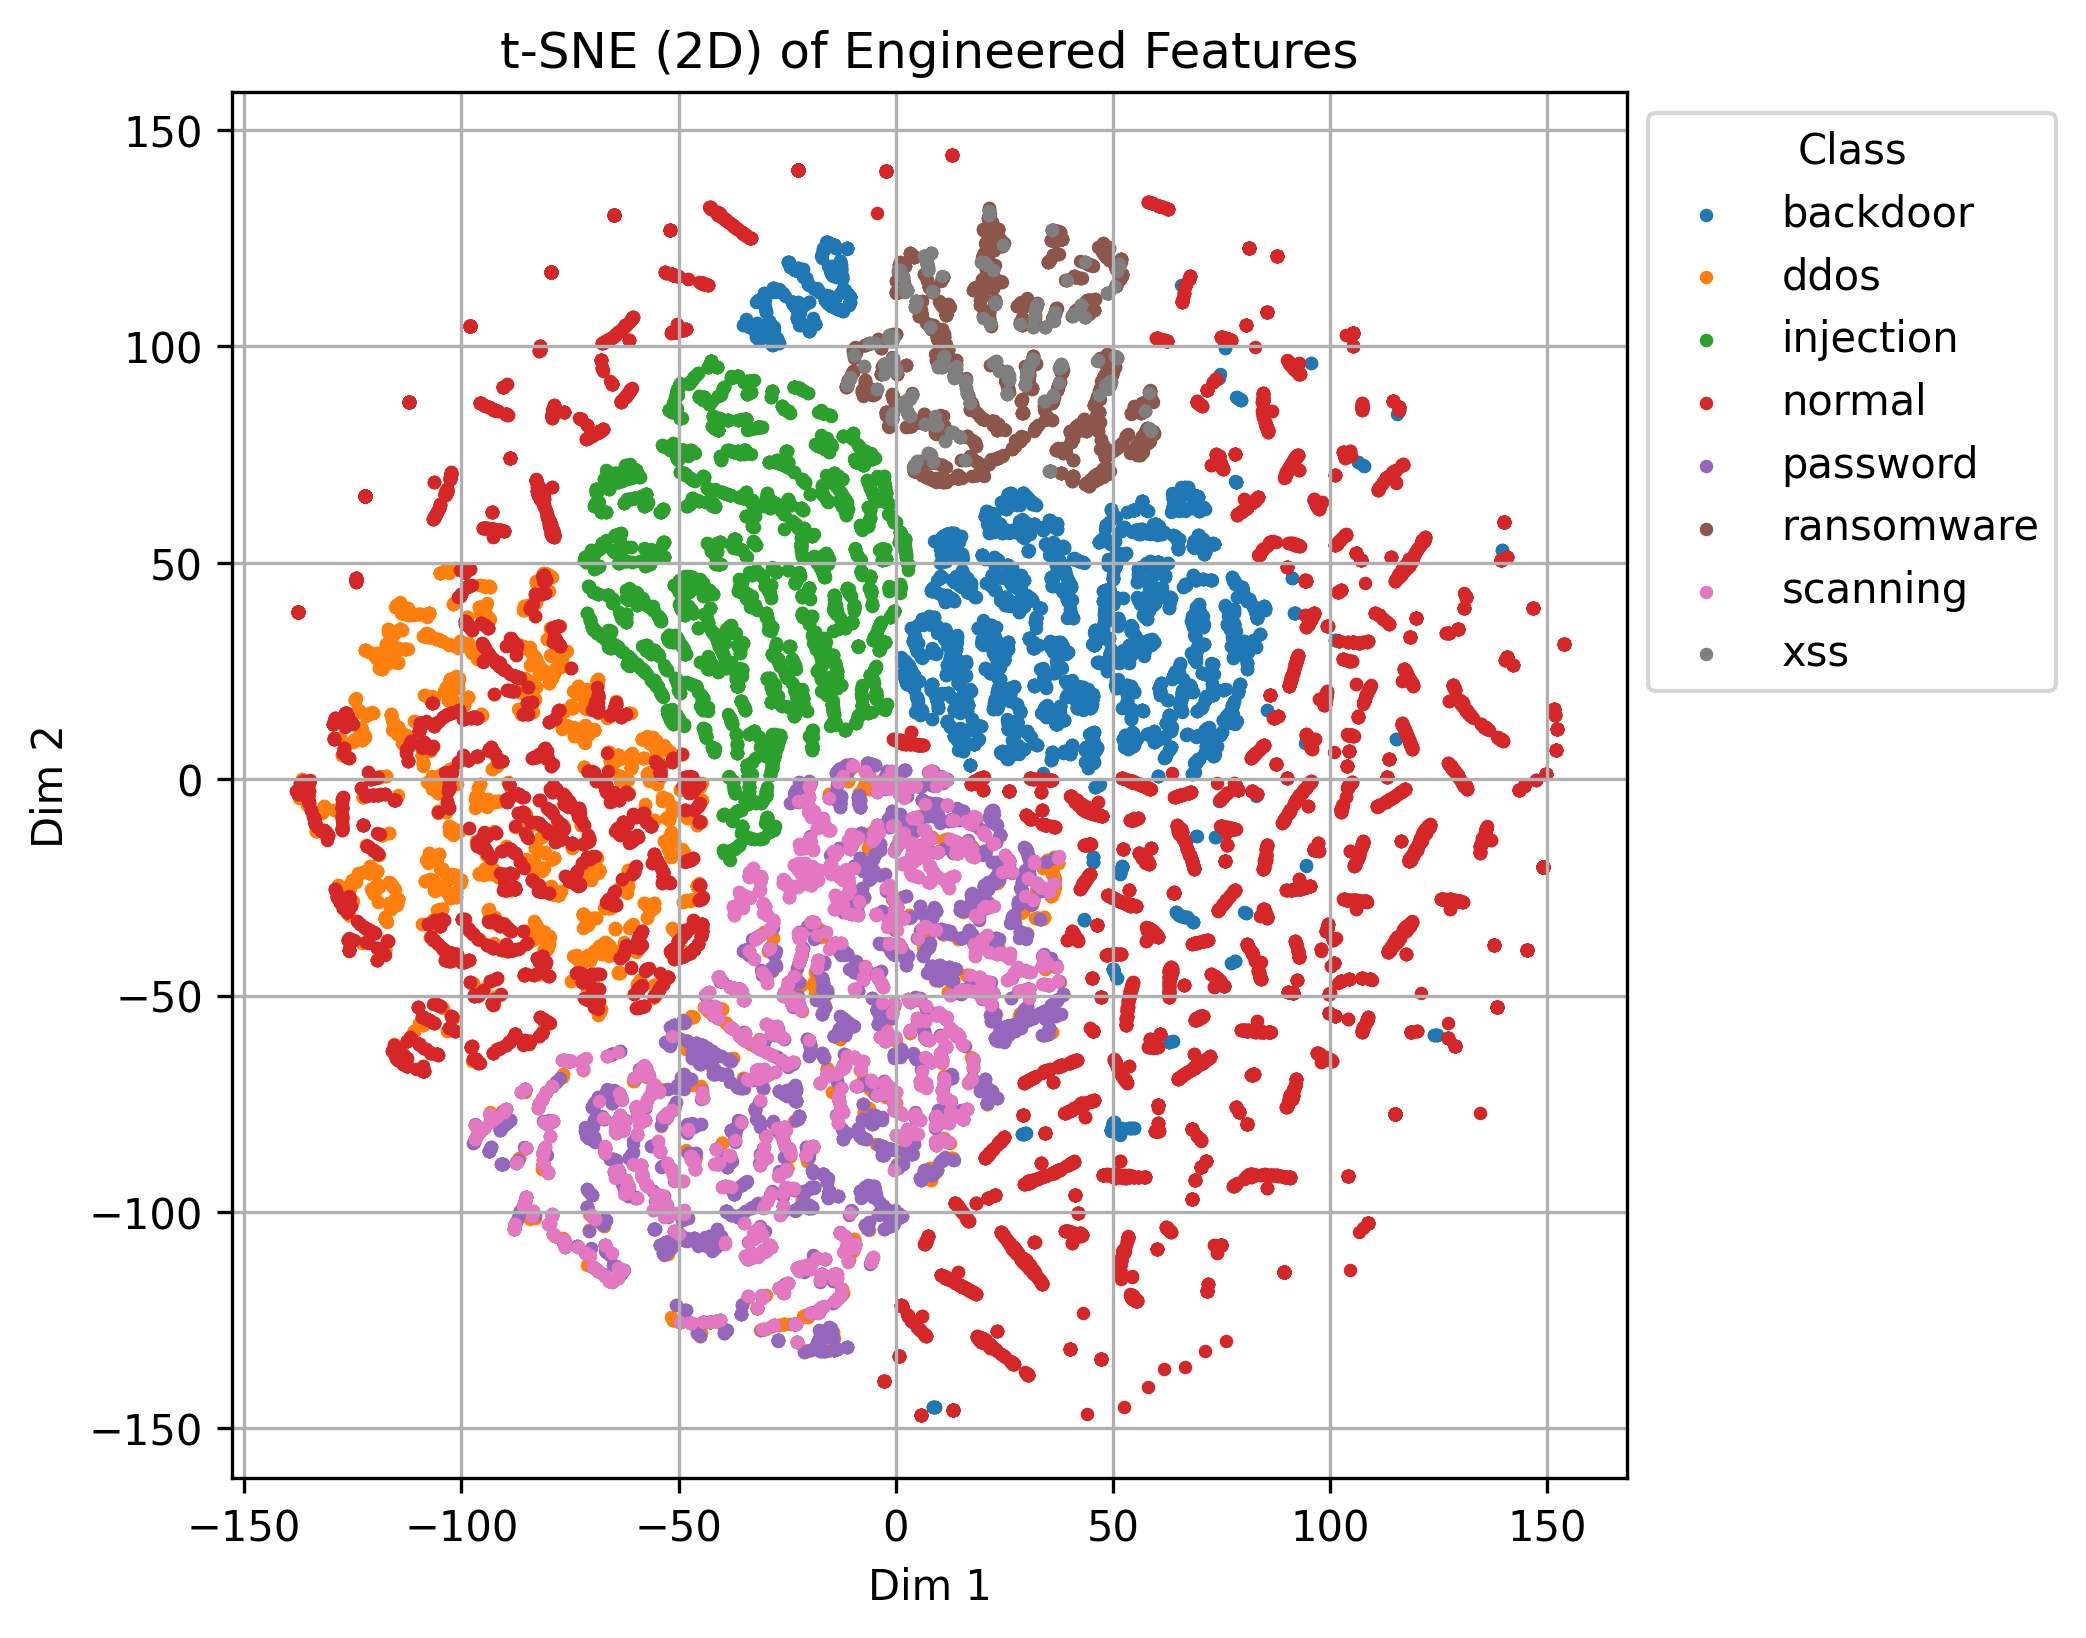 t-SNE (2D) of Engineered Features
150
100
50
0
−50
−100
−150
Dim 2
−150
−100
−50
0
50
100
150
Dim 1
Class
backdoor
ddos
injection
normal
password
ransomware
scanning
xss